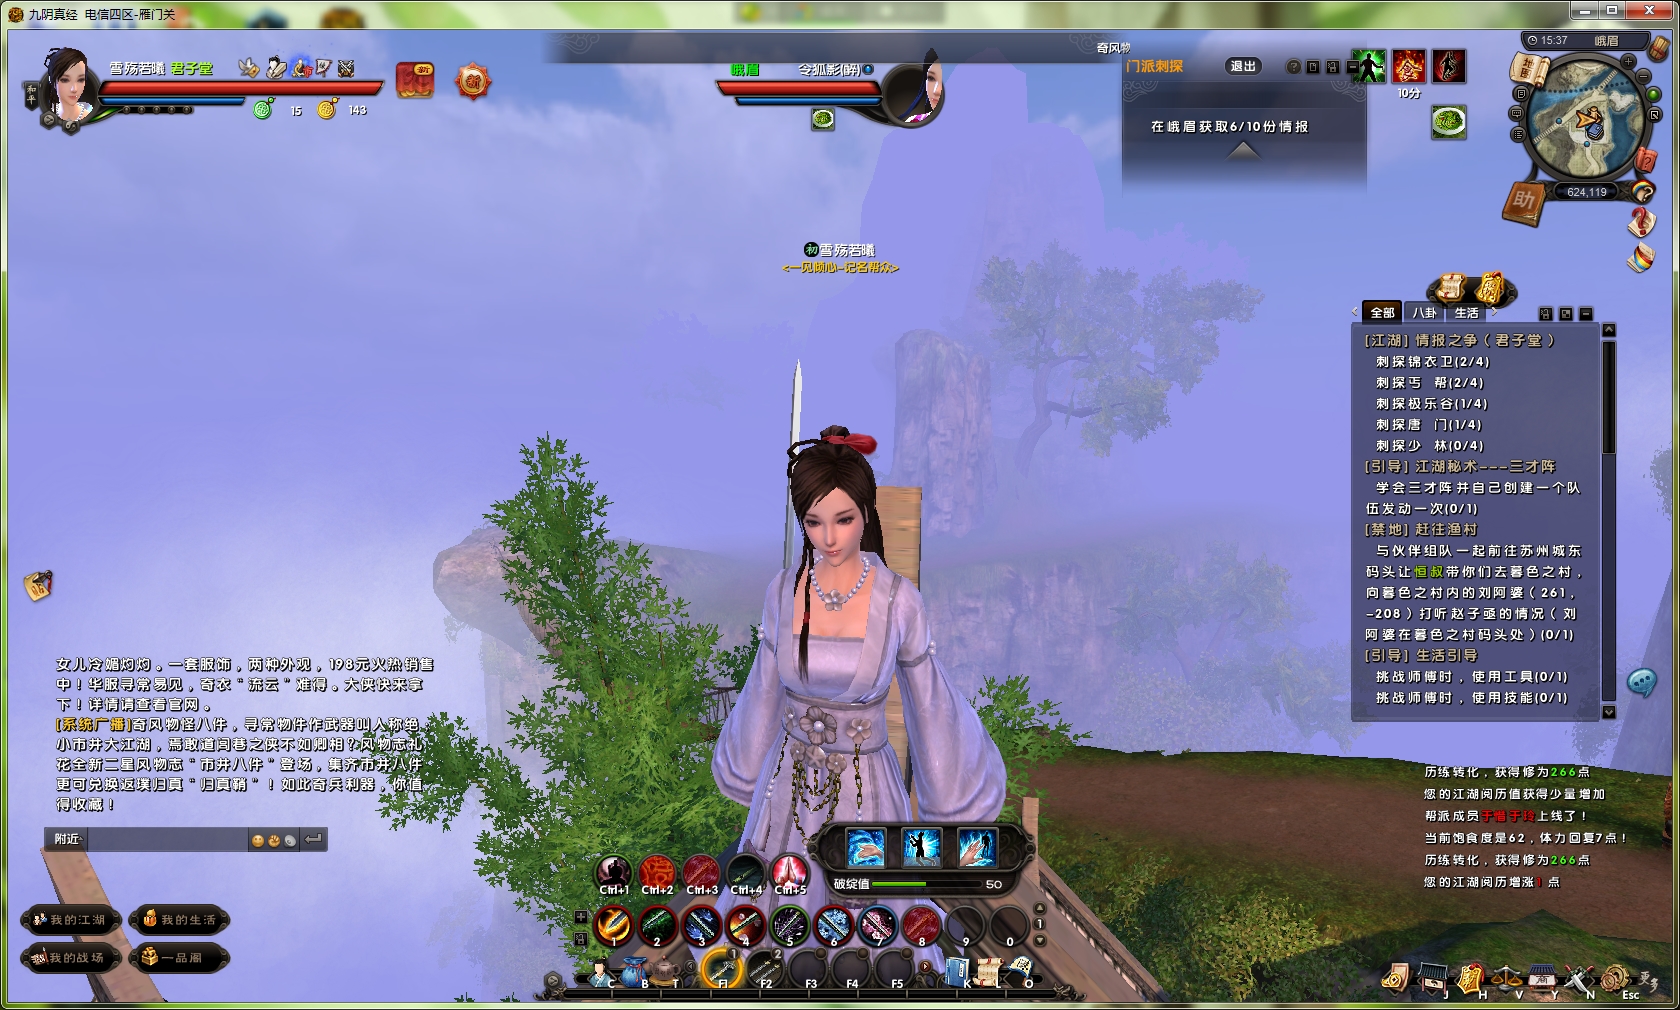 九阴真经 电信四区-雁门关
雪殇若曦 君子堂
和平
新
15
143
峨眉 令狐影(醉)
奇风物
门派刺探
退出
在峨眉获取6/10份情报
10分
15:37
峨眉
地图
624,119
助
初雪殇若曦
<一见倾心-记名帮众>
全部 八卦 生活
[江湖] 情报之争（君子堂）
刺探锦衣卫(2/4)
刺探丐 帮(2/4)
刺探极乐谷(1/4)
刺探唐 门(1/4)
刺探少 林(0/4)
[引导] 江湖秘术---三才阵
学会三才阵并自己创建一个队
伍发动一次(0/1)
[禁地] 赶往渔村
与伙伴组队一起前往苏州城东
码头让恒叔带你们去暮色之村，
向暮色之村内的刘阿婆（261，
-208）打听赵子亟的情况（刘
阿婆在暮色之村码头处）(0/1)
[引导] 生活引导
挑战师傅时，使用工具(0/1)
挑战师傅时，使用技能(0/1)
女儿冷媚灼灼。一套服饰，两种外观，198元火热销售
中！华服寻常易见，奇衣“流云”难得。大侠快来拿
下！详情请查看官网。
[系统广播]奇风物怪八件，寻常物件作武器叫人称绝，
小市井大江湖，焉敢道闾巷之侠不如卿相？风物志礼
花全新二星风物志“市井八件”登场，集齐市井八件
更可兑换返璞归真“归真鞘”！如此奇兵利器，你值
得收藏！
附近:
历练转化，获得修为266点
您的江湖阅历值获得少量增加
帮派成员于惜于玲上线了！
当前饱食度是62，体力回复7点！
历练转化，获得修为266点
您的江湖阅历增涨1点
破绽值 50
Ctrl+1 Ctrl+2 Ctrl+3 Ctrl+4 Ctrl+5
1 2 3 4 5 6 7 8 9 0
1
我的江湖 我的生活
我的战场 一品阁
C B T F1 F2 F3 F4 F5 K L O
1 2
J H V Y N Esc
更多